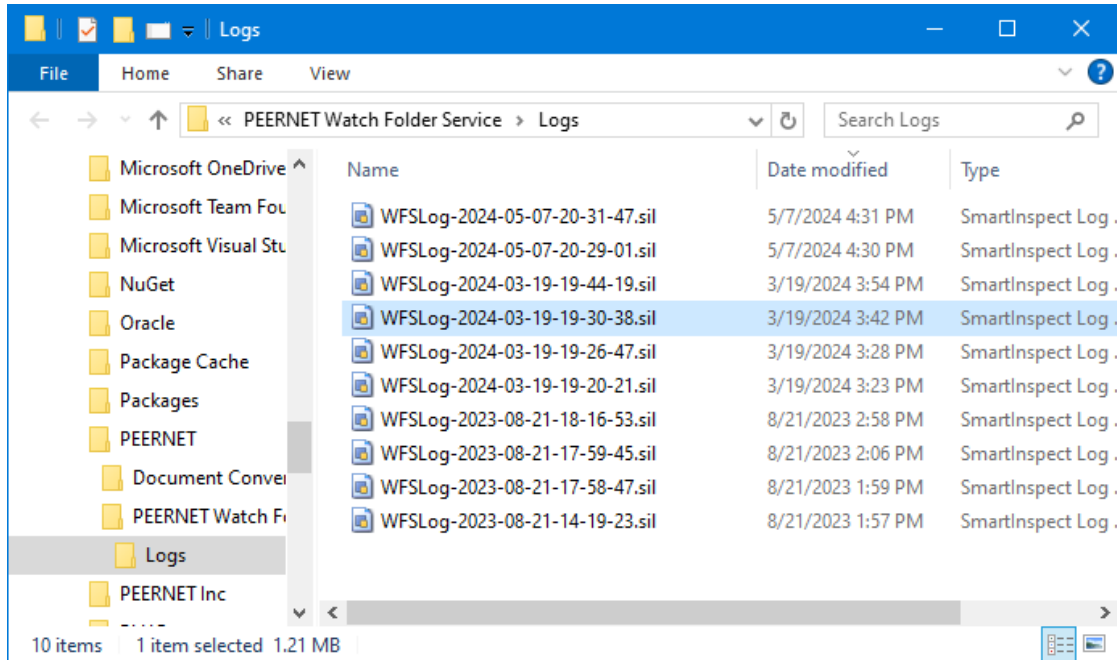 Logs
File Home Share View
« PEERNET Watch Folder Service > Logs
Search Logs
Microsoft OneDrive
Microsoft Team Fou
Microsoft Visual Stu
NuGet
Oracle
Package Cache
Packages
PEERNET
Document Conver
PEERNET Watch Fo
Logs
PEERNET Inc
Name Date modified Type
WFSLog-2024-05-07-20-31-47.sil 5/7/2024 4:31 PM SmartInspect Log .
WFSLog-2024-05-07-20-29-01.sil 5/7/2024 4:30 PM SmartInspect Log .
WFSLog-2024-03-19-19-44-19.sil 3/19/2024 3:54 PM SmartInspect Log .
WFSLog-2024-03-19-19-30-38.sil 3/19/2024 3:42 PM SmartInspect Log .
WFSLog-2024-03-19-19-26-47.sil 3/19/2024 3:28 PM SmartInspect Log .
WFSLog-2024-03-19-19-20-21.sil 3/19/2024 3:23 PM SmartInspect Log .
WFSLog-2023-08-21-18-16-53.sil 8/21/2023 2:58 PM SmartInspect Log .
WFSLog-2023-08-21-17-59-45.sil 8/21/2023 2:06 PM SmartInspect Log .
WFSLog-2023-08-21-17-58-47.sil 8/21/2023 1:59 PM SmartInspect Log .
WFSLog-2023-08-21-14-19-23.sil 8/21/2023 1:57 PM SmartInspect Log .
10 items 1 item selected 1.21 MB